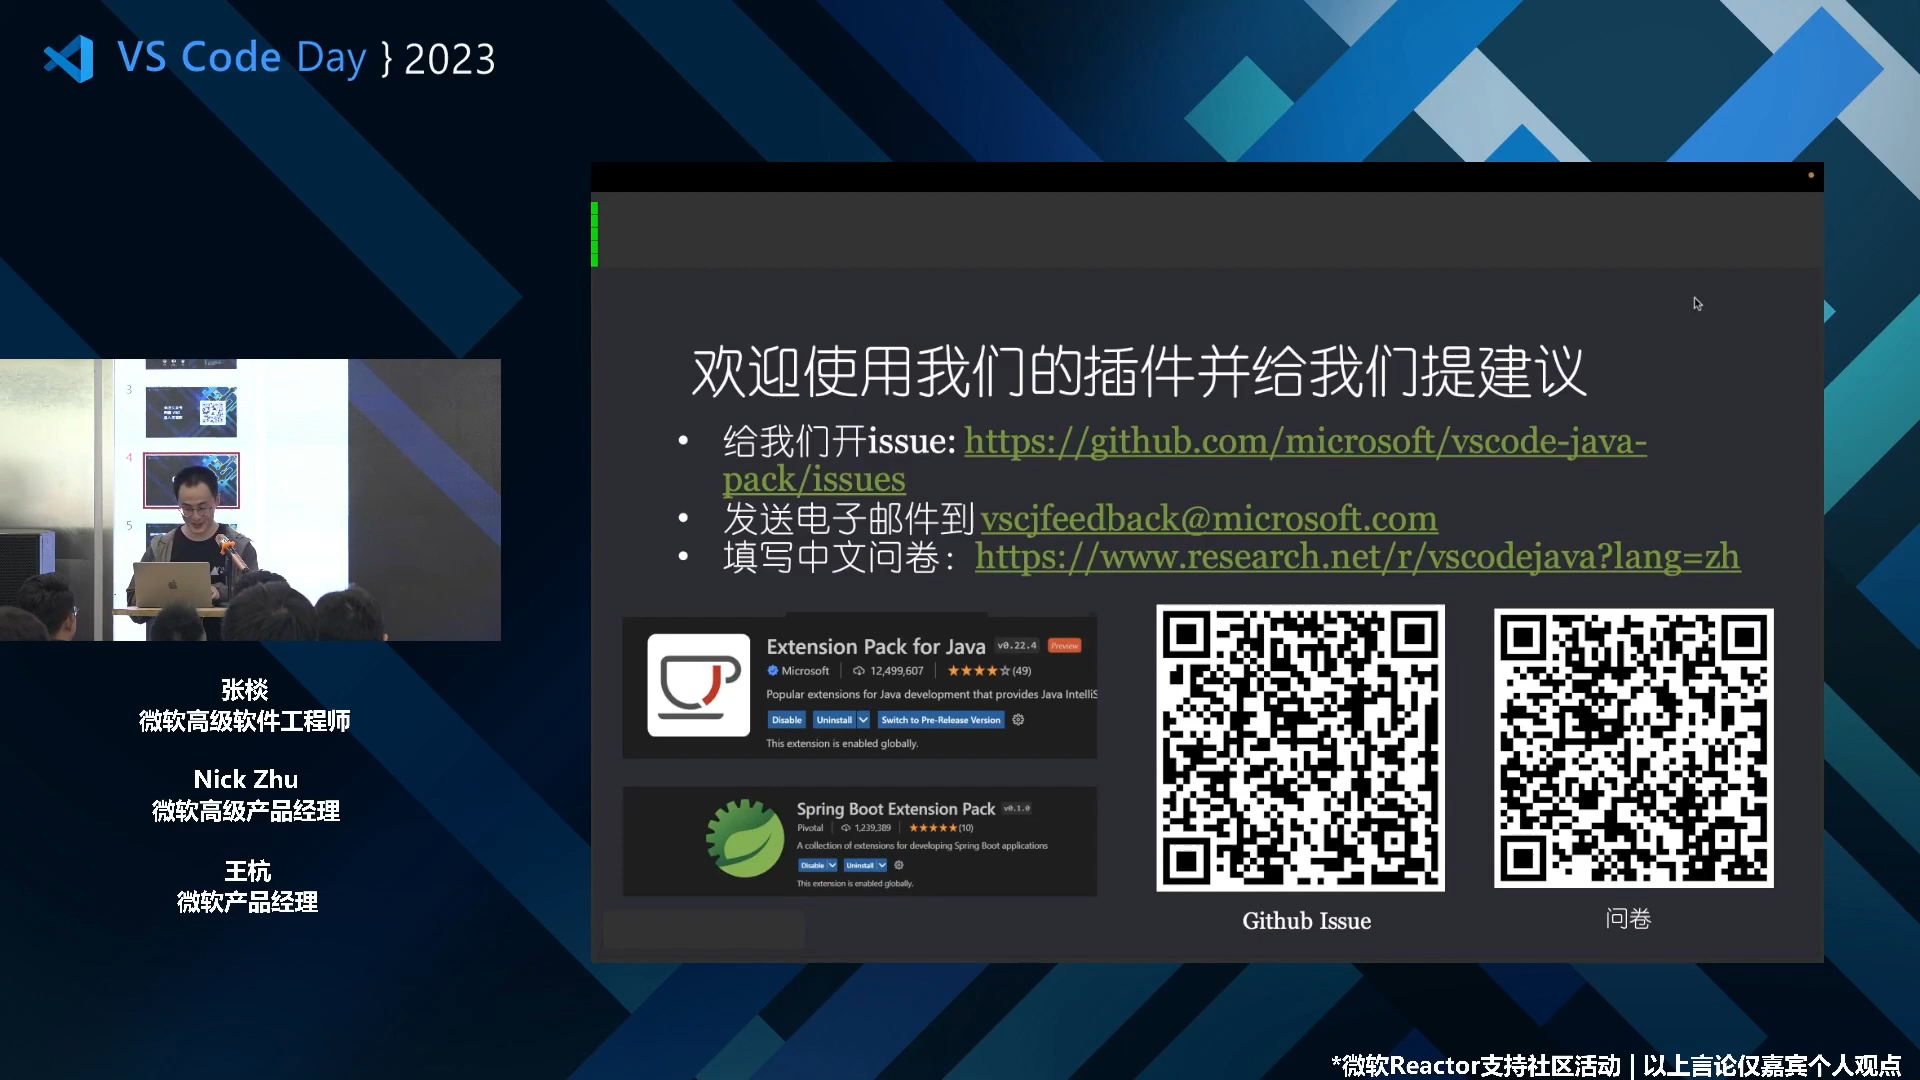 VS Code Day } 2023
欢迎使用我们的插件并给我们提建议
• 给我们开issue: https://github.com/microsoft/vscode-java-
pack/issues
• 发送电子邮件到 vscjfeedback@microsoft.com
• 填写中文问卷： https://www.research.net/r/vscodejava?lang=zh
3
4
5
张棪
微软高级软件工程师
Nick Zhu
微软高级产品经理
王杭
微软产品经理
Extension Pack for Java v0.22.4 Preview
Microsoft | 12,499,607 | ★★★★☆(49)
Popular extensions for Java development that provides Java IntelliS
Disable Uninstall Switch to Pre-Release Version
This extension is enabled globally.
Spring Boot Extension Pack v0.1.0
Pivotal | 1,239,389 | ★★★★★(10)
A collection of extensions for developing Spring Boot applications
Disable Uninstall
This extension is enabled globally.
Github Issue
问卷
*微软Reactor支持社区活动 | 以上言论仅嘉宾个人观点